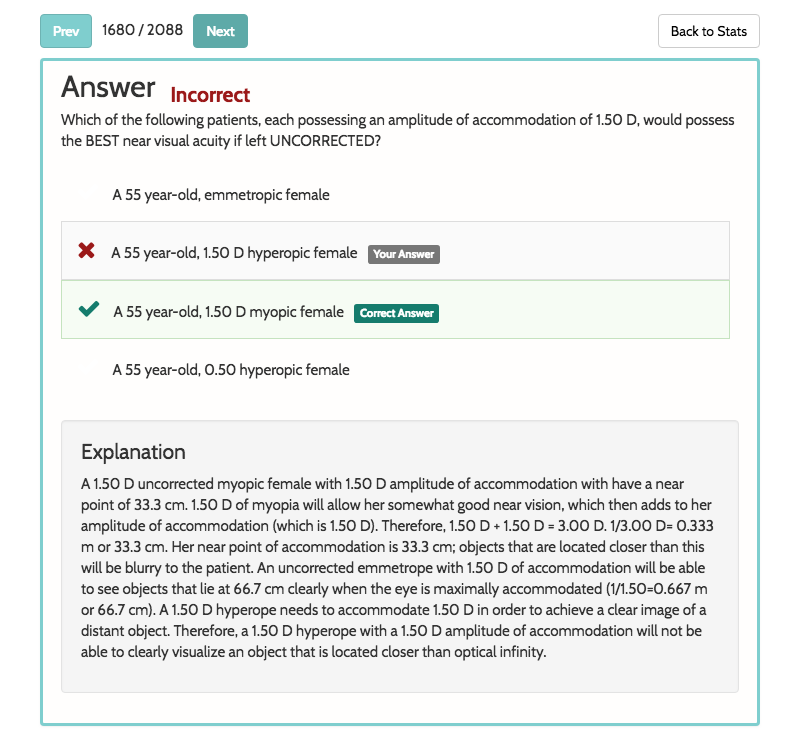 Prev 1680 / 2088 Next Back to Stats
Answer Incorrect
Which of the following patients, each possessing an amplitude of accommodation of 1.50 D, would possess
the BEST near visual acuity if left UNCORRECTED?
A 55 year-old, emmetropic female
A 55 year-old, 1.50 D hyperopic female Your Answer
A 55 year-old, 1.50 D myopic female Correct Answer
A 55 year-old, 0.50 hyperopic female
Explanation
A 1.50 D uncorrected myopic female with 1.50 D amplitude of accommodation with have a near
point of 33.3 cm. 1.50 D of myopia will allow her somewhat good near vision, which then adds to her
amplitude of accommodation (which is 1.50 D). Therefore, 1.50 D + 1.50 D = 3.00 D. 1/3.00 D= 0.333
m or 33.3 cm. Her near point of accommodation is 33.3 cm; objects that are located closer than this
will be blurry to the patient. An uncorrected emmetrope with 1.50 D of accommodation will be able
to see objects that lie at 66.7 cm clearly when the eye is maximally accommodated (1/1.50=0.667 m
or 66.7 cm). A 1.50 D hyperope needs to accommodate 1.50 D in order to achieve a clear image of a
distant object. Therefore, a 1.50 D hyperope with a 1.50 D amplitude of accommodation will not be
able to clearly visualize an object that is located closer than optical infinity.